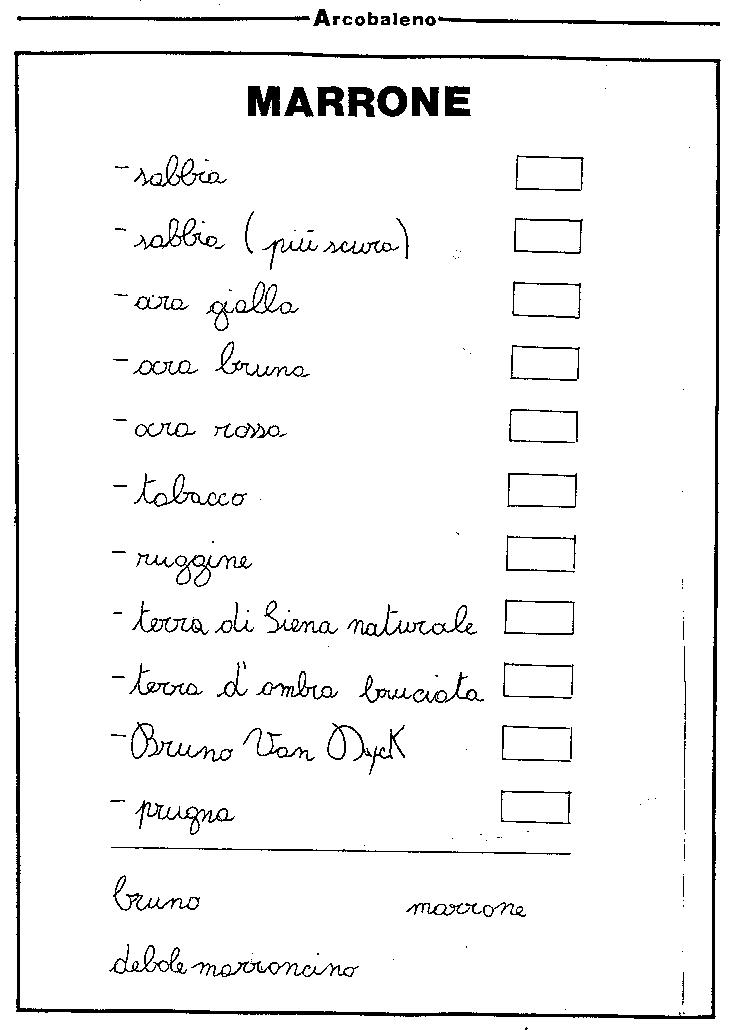 Arcobaleno
MARRONE
- sabbia
- sabbia (più scura)
- ocra gialla
- ocra bruna
- ocra rossa
- tabacco
- ruggine
- terra di Siena naturale
- terra d'ombra bruciata
- Bruno Van Dyck
- prugna
bruno marrone
debole marroncino